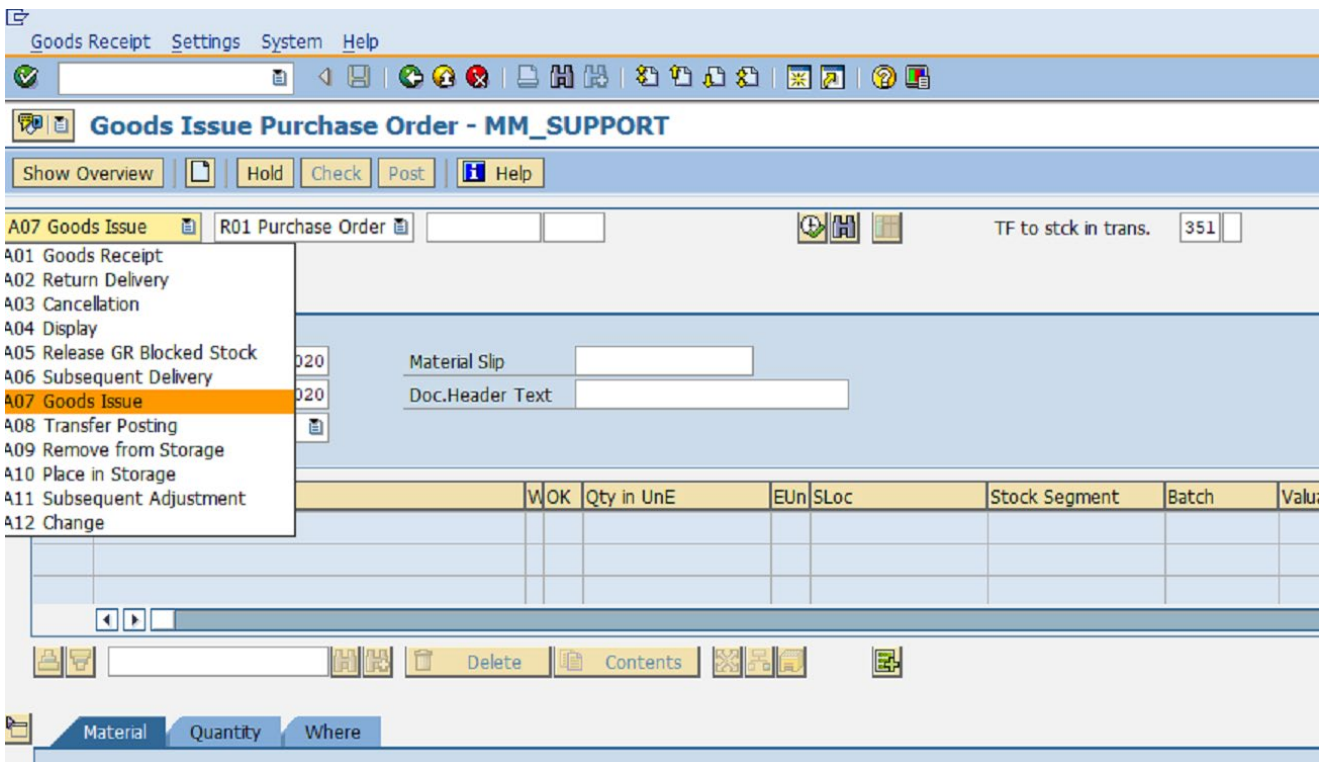 Goods Receipt Settings System Help
Goods Issue Purchase Order - MM_SUPPORT
Show Overview Hold Check Post Help
A07 Goods Issue R01 Purchase Order TF to stck in trans. 351
A01 Goods Receipt
A02 Return Delivery
A03 Cancellation
A04 Display
A05 Release GR Blocked Stock 020 Material Slip
A06 Subsequent Delivery
A07 Goods Issue 020 Doc.Header Text
A08 Transfer Posting
A09 Remove from Storage
A10 Place in Storage
A11 Subsequent Adjustment W OK Qty in UnE EUn SLoc Stock Segment Batch Valua
A12 Change
Delete Contents
Material Quantity Where